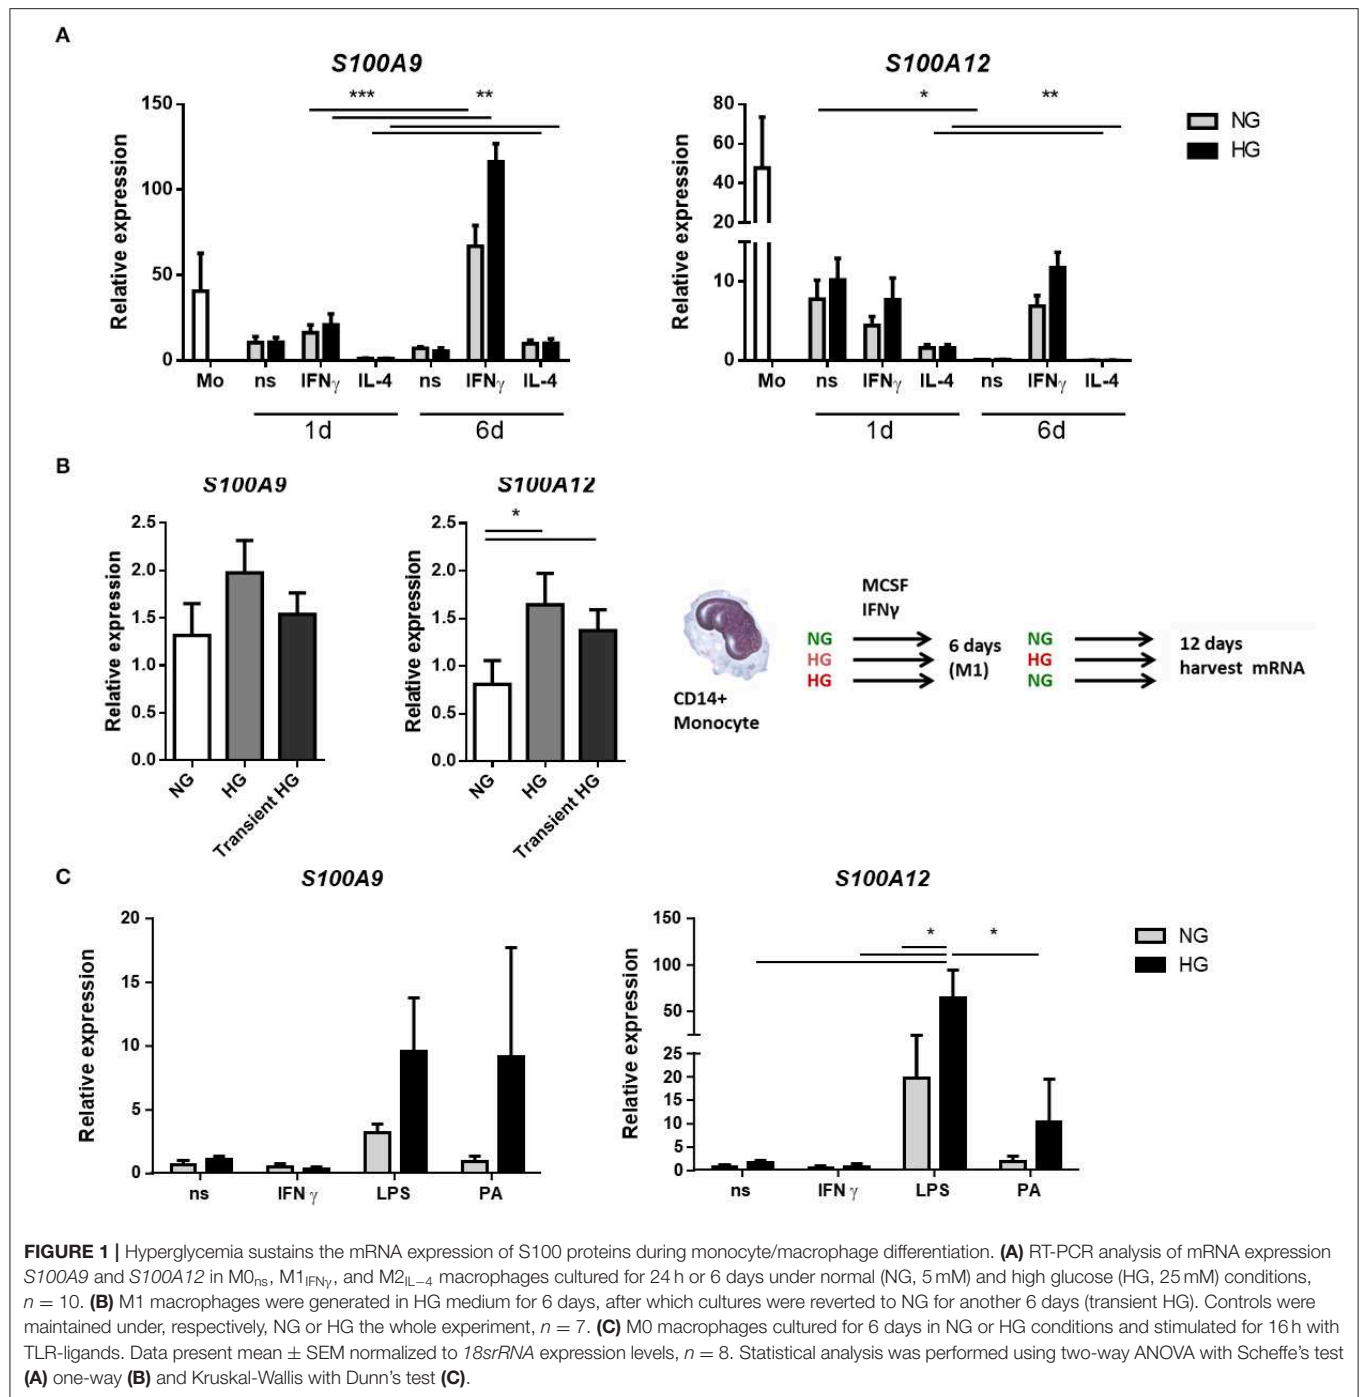 A
S100A9
S100A12
*** **
* **
NG
HG
Relative expression
150
100
50
0
Mo ns IFNγ IL-4 ns IFNγ IL-4
1d 6d
Relative expression
80
60
40
20
10
0
Mo ns IFNγ IL-4 ns IFNγ IL-4
1d 6d
B
S100A9
Relative expression
2.5
2.0
1.5
1.0
0.5
0.0
NG
HG
Transient HG
S100A12
*
Relative expression
2.5
2.0
1.5
1.0
0.5
0.0
NG
HG
Transient HG
CD14+
Monocyte
MCSF
IFNγ
NG
HG
HG
6 days
(M1)
NG
HG
NG
12 days
harvest mRNA
C
S100A9
Relative expression
20
15
10
5
0
ns IFN γ LPS PA
S100A12
* *
Relative expression
150
100
50
25
20
15
10
5
0
ns IFN γ LPS PA
NG
HG
FIGURE 1 | Hyperglycemia sustains the mRNA expression of S100 proteins during monocyte/macrophage differentiation. (A) RT-PCR analysis of mRNA expression
S100A9 and S100A12 in M0ns, M1IFNγ, and M2IL−4 macrophages cultured for 24 h or 6 days under normal (NG, 5 mM) and high glucose (HG, 25 mM) conditions,
n = 10. (B) M1 macrophages were generated in HG medium for 6 days, after which cultures were reverted to NG for another 6 days (transient HG). Controls were
maintained under, respectively, NG or HG the whole experiment, n = 7. (C) M0 macrophages cultured for 6 days in NG or HG conditions and stimulated for 16 h with
TLR-ligands. Data present mean ± SEM normalized to 18srRNA expression levels, n = 8. Statistical analysis was performed using two-way ANOVA with Scheffe's test
(A) one-way (B) and Kruskal-Wallis with Dunn's test (C).